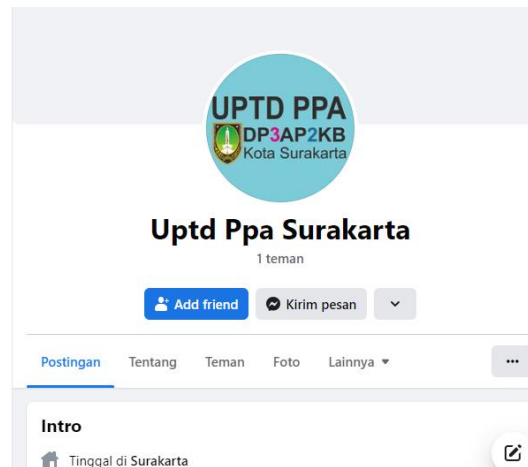 UPTD PPA
DP3AP2KB
Kota Surakarta
Uptd Ppa Surakarta
1 teman
Add friend
Kirim pesan
Postingan Tentang Teman Foto Lainnya
Intro
Tinggal di Surakarta